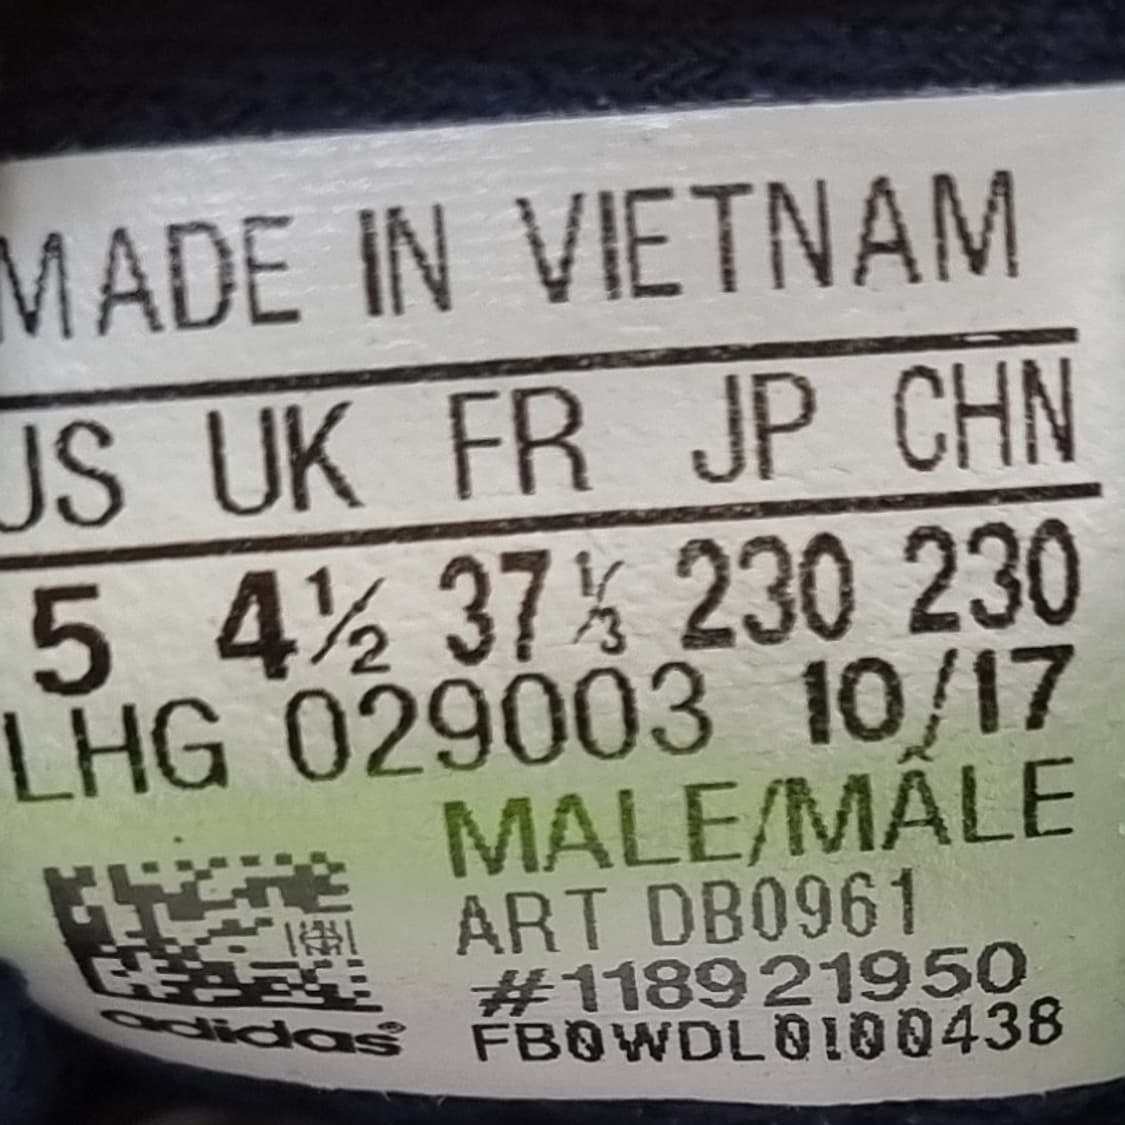 MADE IN VIETNAM
US UK FR JP CHN
5 4½ 37⅓ 230 230
LHG 029003 10/17
MALE/MÂLE
ART DB0961
#118921950
FB0WDL0100438
adidas®